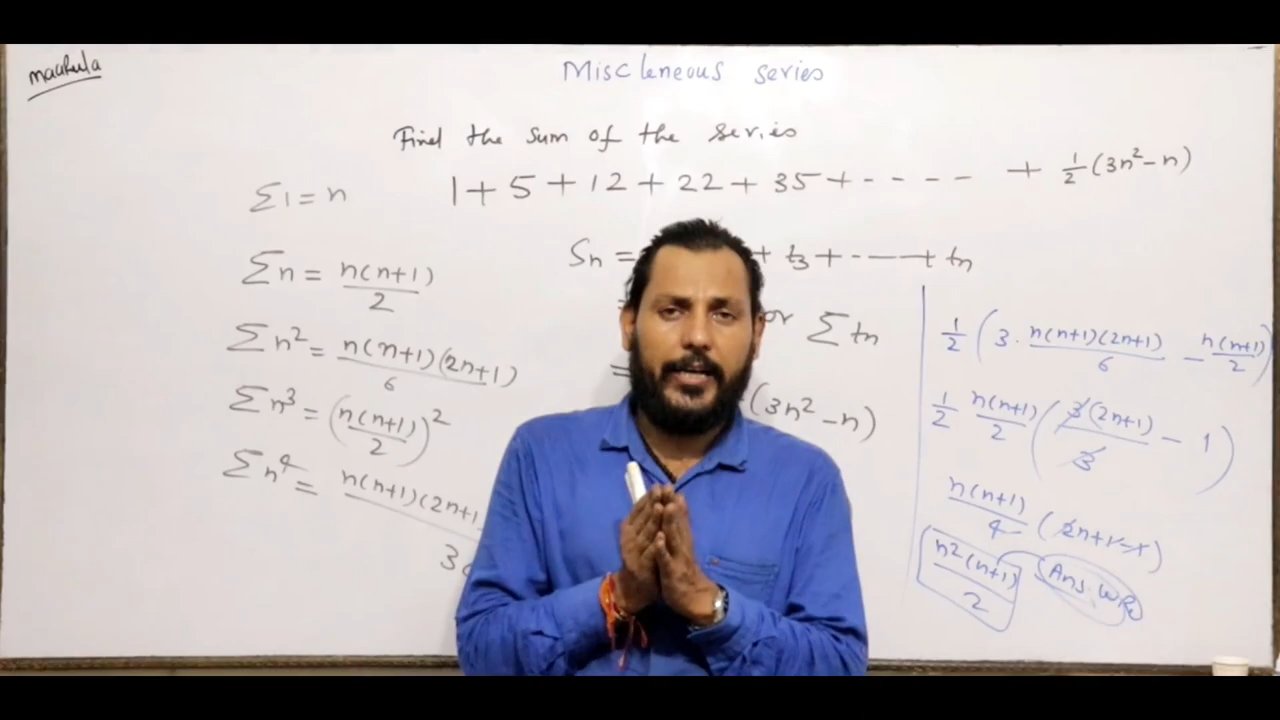 Misclaneous series
Find the sum of the series
1 + 5 + 12 + 22 + 35 + - - - - + 1/2 (3n² - n)
Σ1 = n
Sn = + t3 + - - — + tn
Σn = n(n+1)/2
or Σtn
Σn² = n(n+1)(2n+1)/6
= (3n² - n)
Σn³ = (n(n+1)/2)²
Σn⁴ = n(n+1)(2n+1
1/2 (3 · n(n+1)(2n+1)/6 - n(n+1)/2)
1/2 n(n+1)/2 (3(2n+1)/3 - 1)
n(n+1)/4 (2n+1-1)
n²(n+1)/2 Ans.